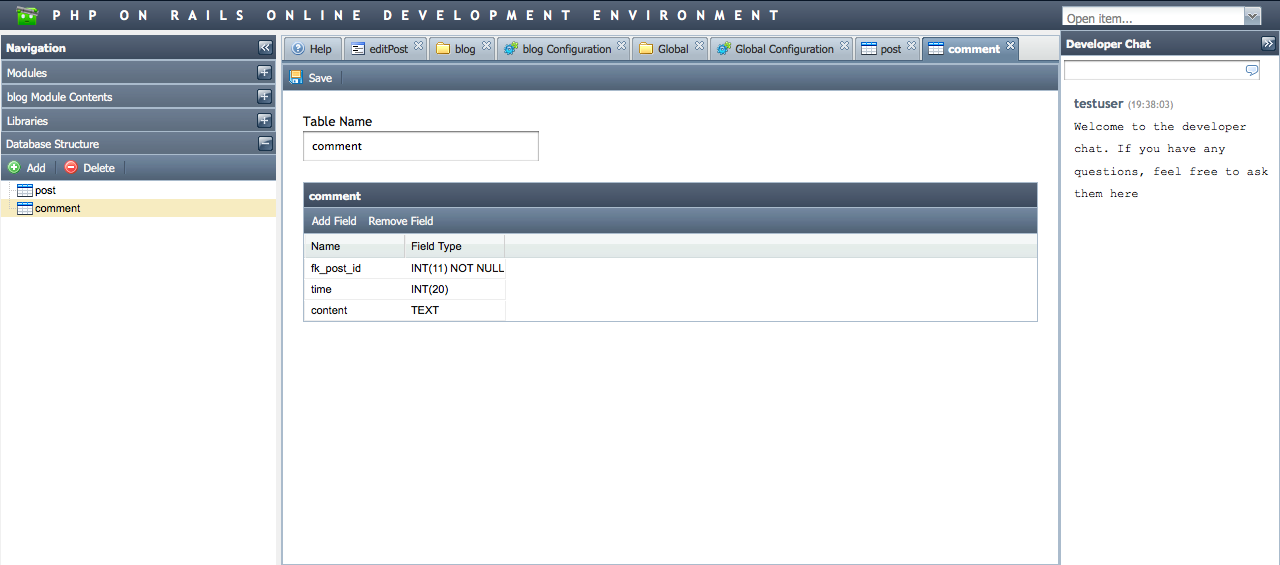 PHP ON RAILS ONLINE DEVELOPMENT ENVIRONMENT
Open item...
Navigation
Modules
blog Module Contents
Libraries
Database Structure
Add Delete
post
comment
Help editPost blog blog Configuration Global Global Configuration post comment
Save
Table Name
comment
comment
Add Field Remove Field
Name Field Type
fk_post_id INT(11) NOT NULL
time INT(20)
content TEXT
Developer Chat
testuser (19:38:03)
Welcome to the developer
chat. If you have any
questions, feel free to ask
them here